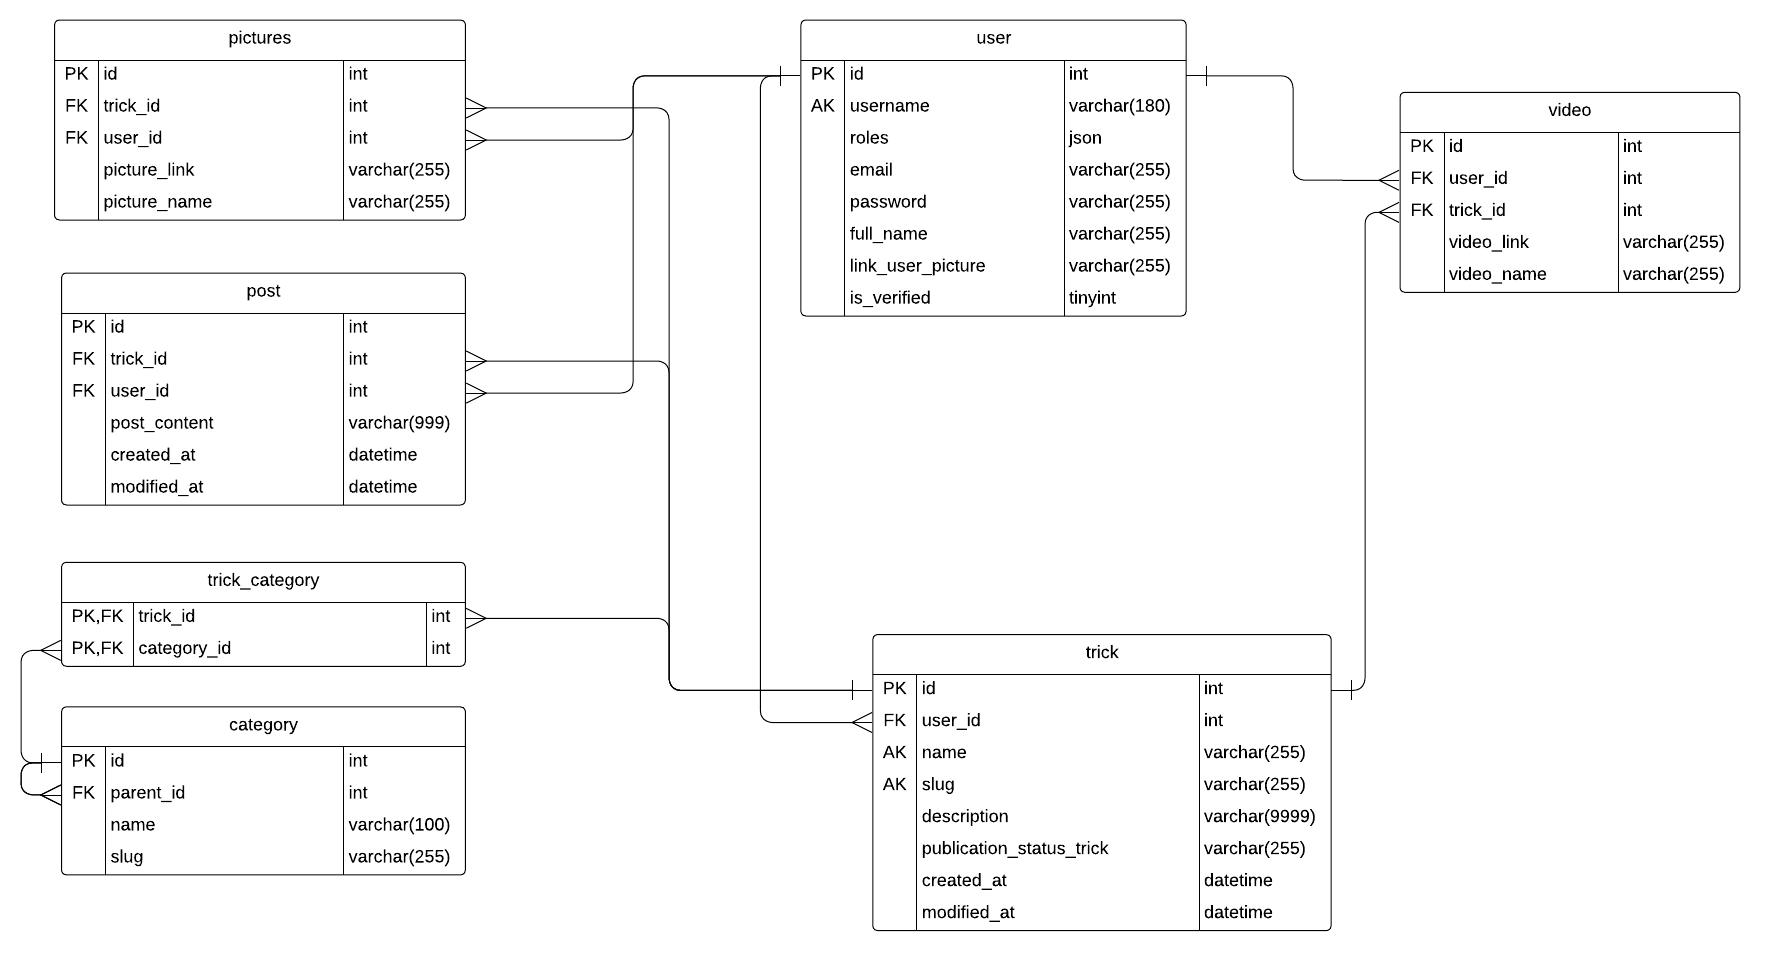 pictures
PK id int
FK trick_id int
FK user_id int
picture_link varchar(255)
picture_name varchar(255)
post
PK id int
FK trick_id int
FK user_id int
post_content varchar(999)
created_at datetime
modified_at datetime
trick_category
PK,FK trick_id int
PK,FK category_id int
category
PK id int
FK parent_id int
name varchar(100)
slug varchar(255)
user
PK id int
AK username varchar(180)
roles json
email varchar(255)
password varchar(255)
full_name varchar(255)
link_user_picture varchar(255)
is_verified tinyint
trick
PK id int
FK user_id int
AK name varchar(255)
AK slug varchar(255)
description varchar(9999)
publication_status_trick varchar(255)
created_at datetime
modified_at datetime
video
PK id int
FK user_id int
FK trick_id int
video_link varchar(255)
video_name varchar(255)